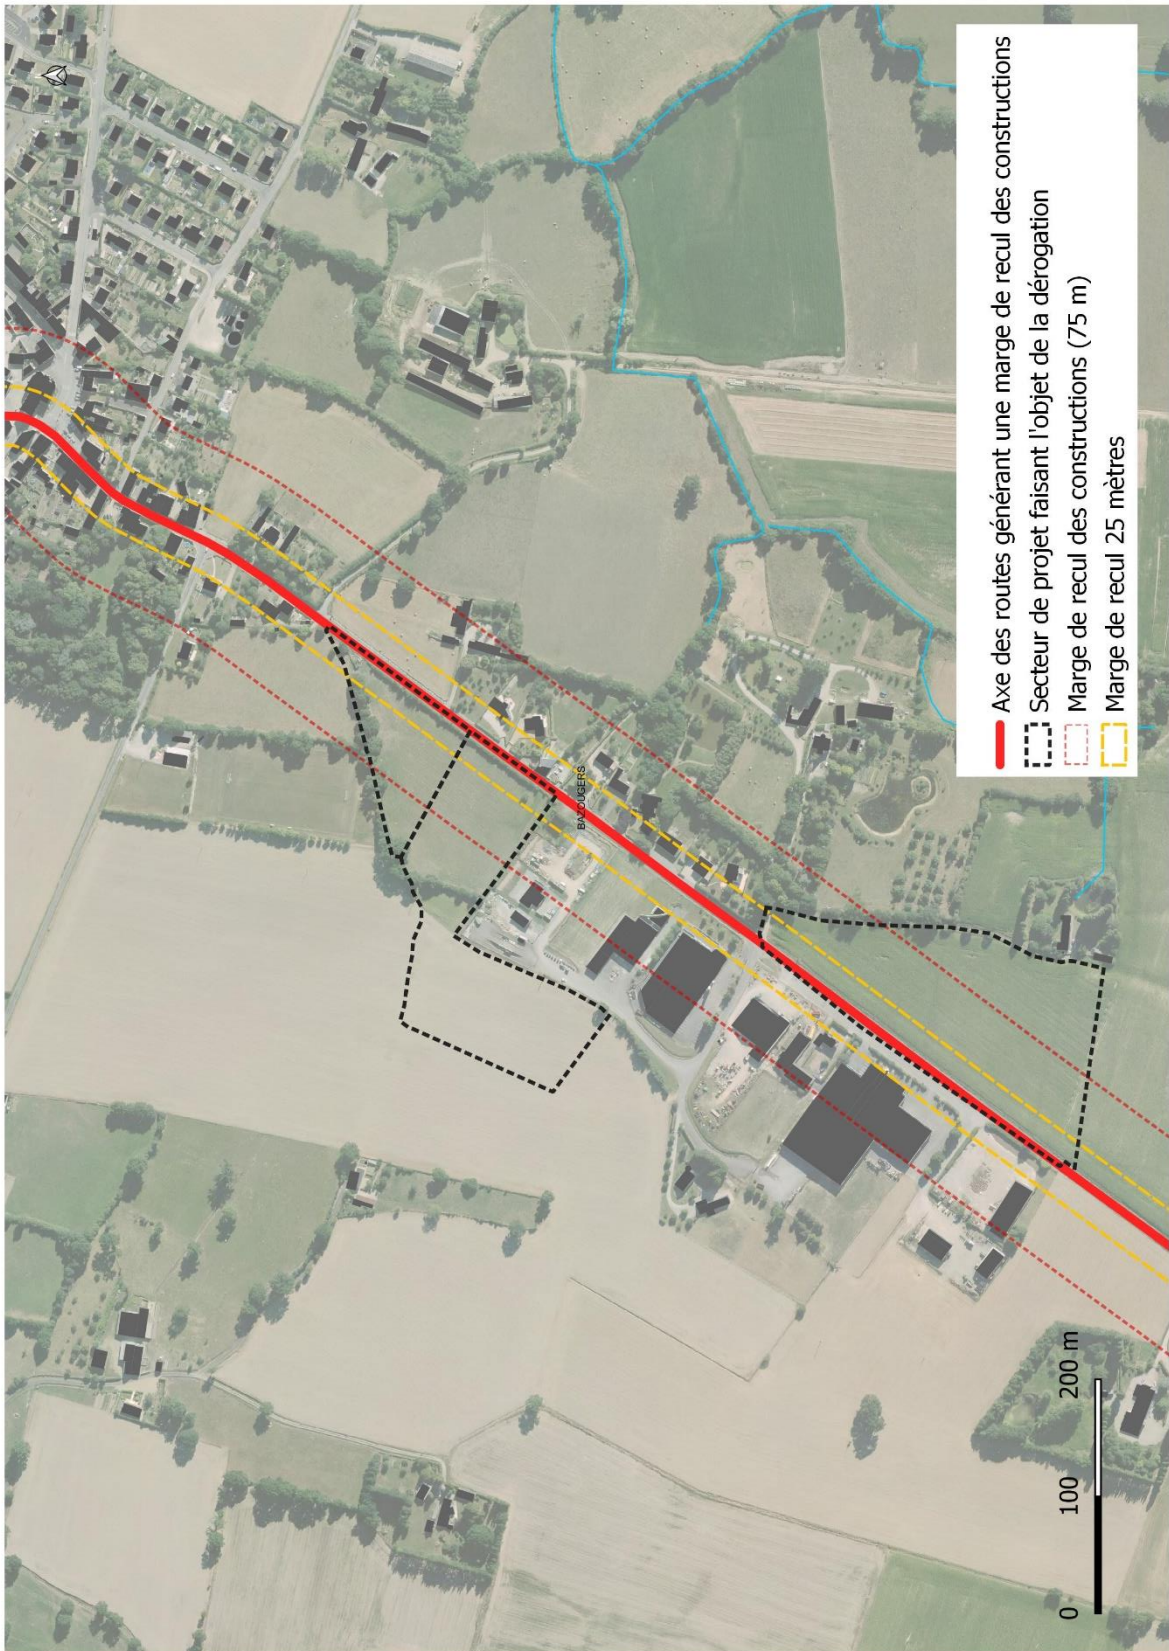 BAZOUGERS
Axe des routes générant une marge de recul des constructions
Secteur de projet faisant l'objet de la dérogation
Marge de recul des constructions (75 m)
Marge de recul 25 mètres
0 100 200 m